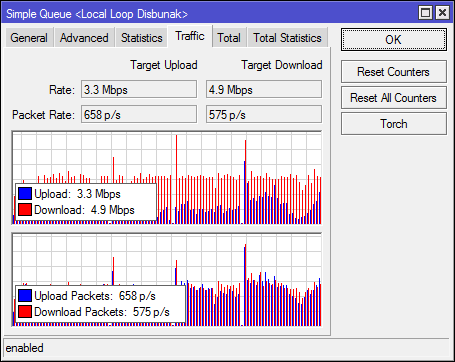 Simple Queue <Local Loop Disbunak>
General Advanced Statistics Traffic Total Total Statistics
OK
Reset Counters
Reset All Counters
Torch
Target Upload Target Download
Rate: 3.3 Mbps 4.9 Mbps
Packet Rate: 658 p/s 575 p/s
Upload: 3.3 Mbps
Download: 4.9 Mbps
Upload Packets: 658 p/s
Download Packets: 575 p/s
enabled